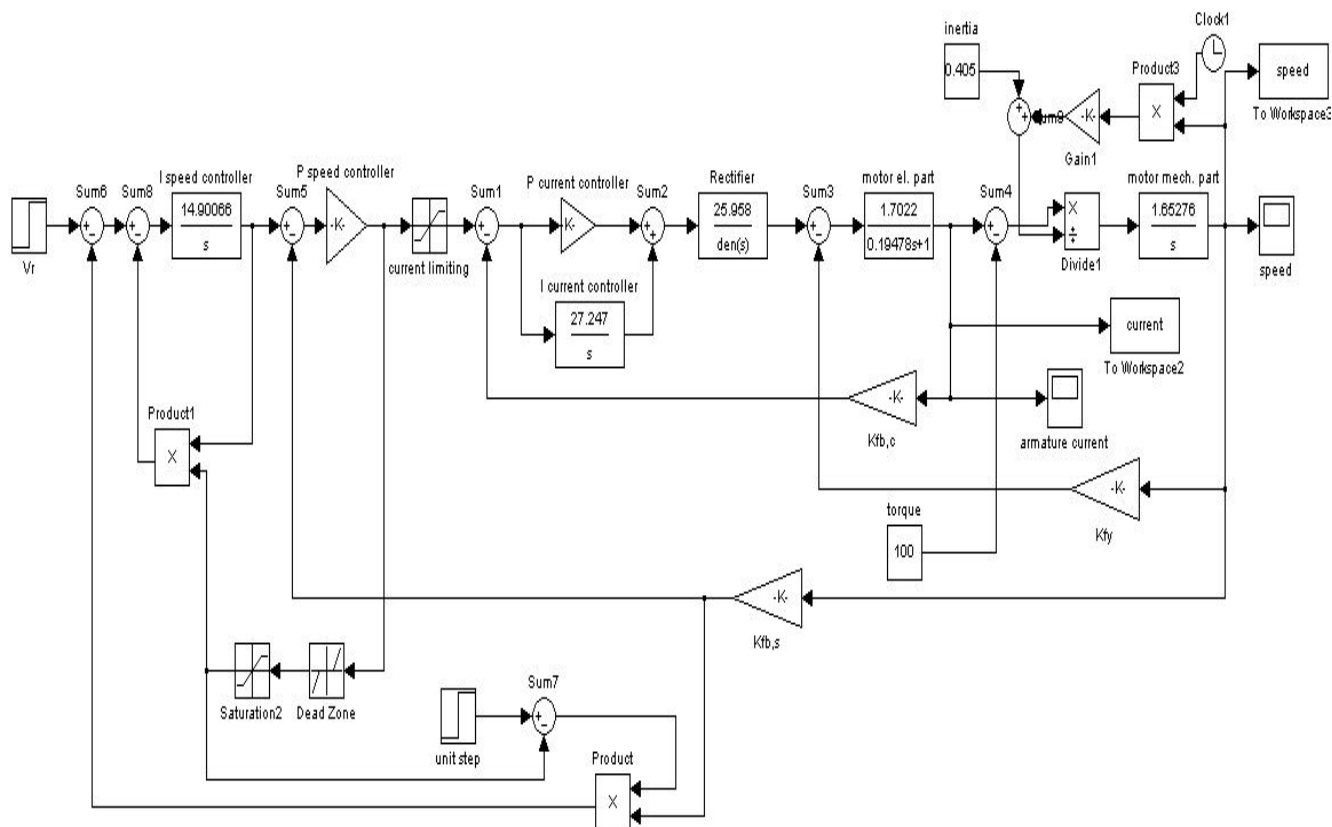 Clock1
inertia
0.405
Product3
X
speed
To Workspace3
-K-
Gain1
I speed controller
P speed controller
Sum6
Sum8
14.90066
s
Sum5
-K-
P current controller
Sum1
K-
Sum2
Rectifier
25.958
den(s)
Sum3
motor el. part
1.7022
0.19478s+1
Sum4
X
÷
Divide1
motor mech. part
1.65276
s
Vr
current limiting
speed
I current controller
27.247
s
current
To Workspace2
Product1
X
-K-
Kfb,c
armature current
-K-
Kfy
torque
100
-K-
Kfb,s
Saturation2
Dead Zone
Sum7
unit step
Product
X